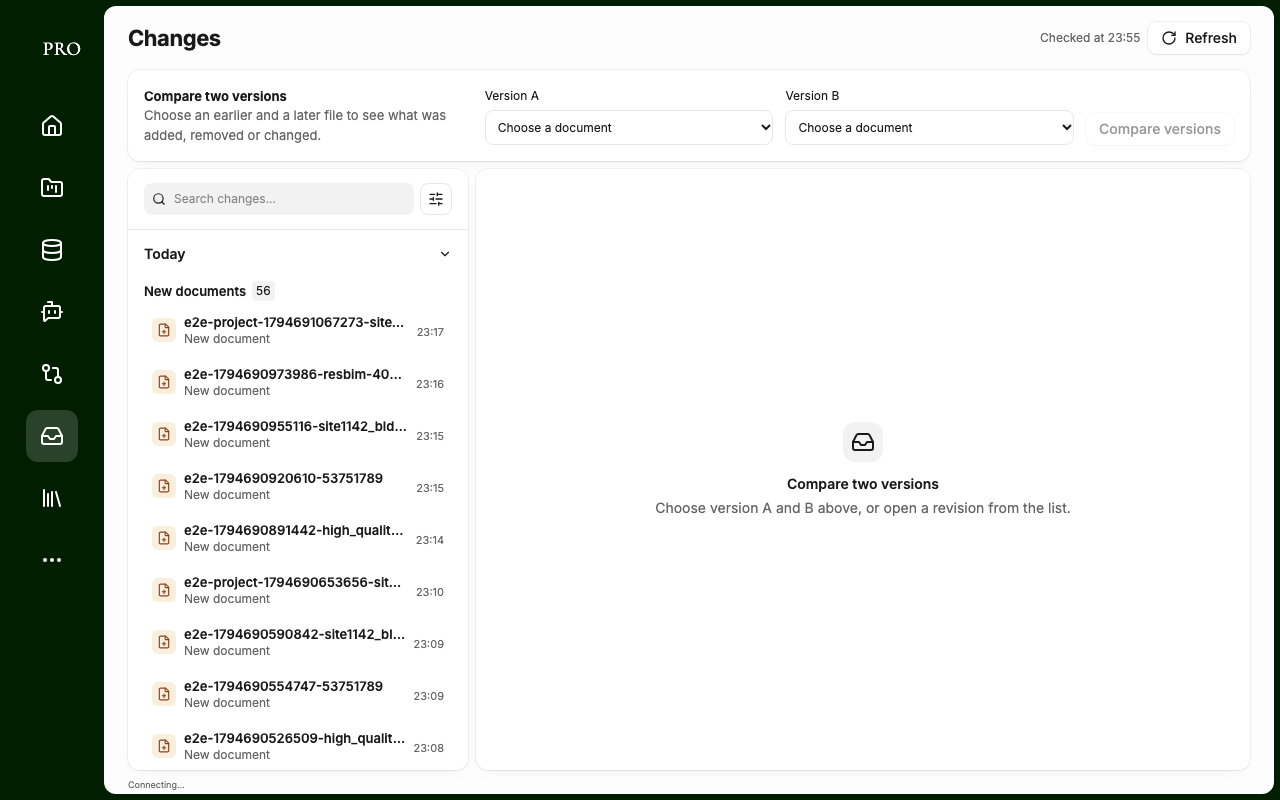 PRO
Changes
Checked at 23:55
Refresh
Compare two versions
Choose an earlier and a later file to see what was
added, removed or changed.
Version A
Choose a document
Version B
Choose a document
Compare versions
Search changes...
Today
New documents 56
e2e-project-1794691067273-site...
New document
23:17
e2e-1794690973986-resbim-40...
New document
23:16
e2e-1794690955116-site1142_bld...
New document
23:15
e2e-1794690920610-53751789
New document
23:15
e2e-1794690891442-high_qualit...
New document
23:14
e2e-project-1794690653656-sit...
New document
23:10
e2e-1794690590842-site1142_bl...
New document
23:09
e2e-1794690554747-53751789
New document
23:09
e2e-1794690526509-high_qualit...
New document
23:08
Compare two versions
Choose version A and B above, or open a revision from the list.
Connecting...